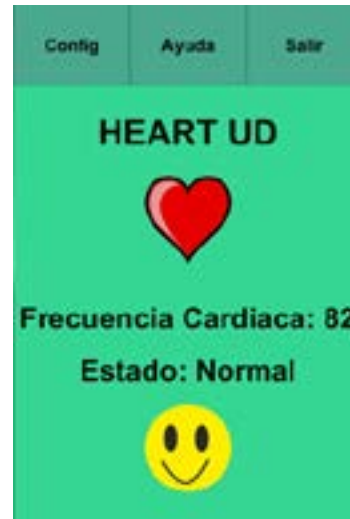 Config Ayuda Salir
HEART UD
Frecuencia Cardiaca: 82
Estado: Normal